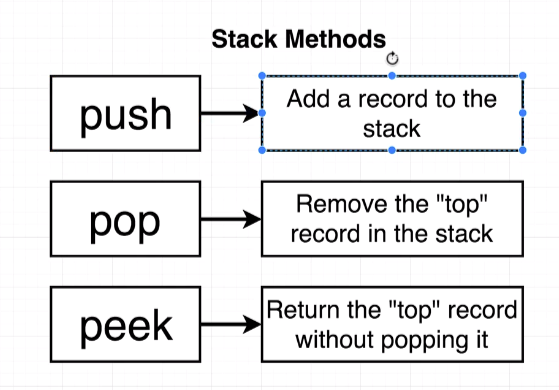 Stack Methods
push
Add a record to the
stack
pop
Remove the "top"
record in the stack
peek
Return the "top" record
without popping it